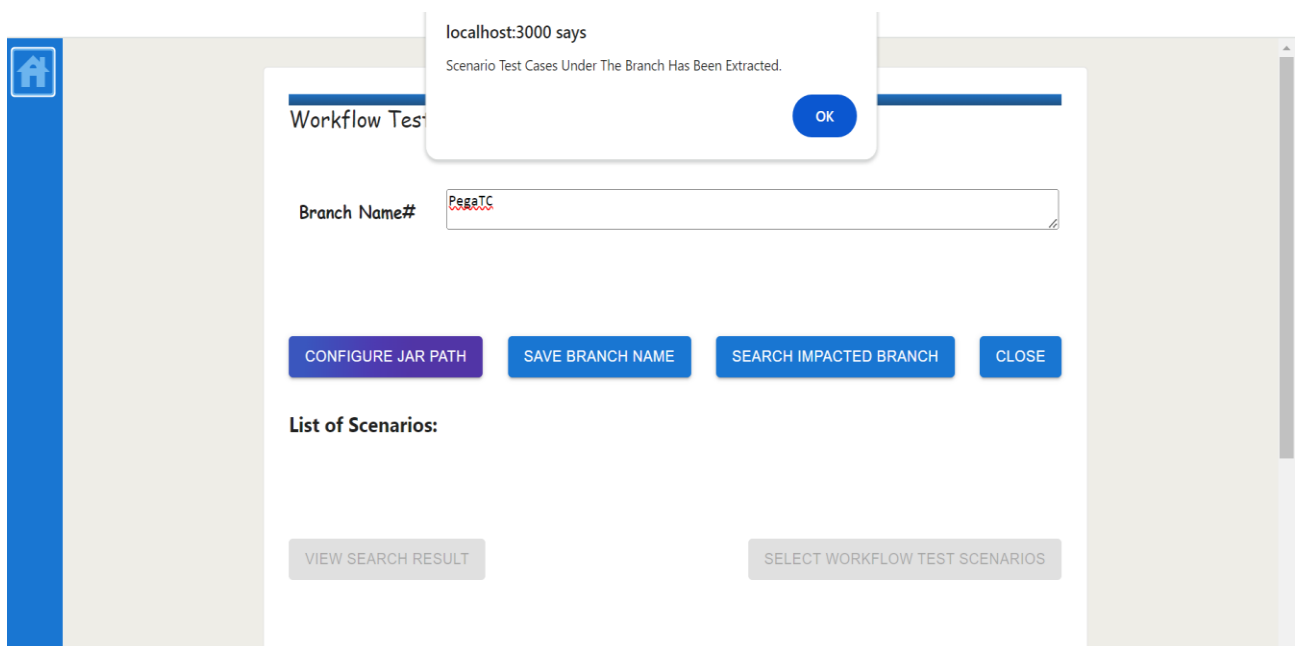 localhost:3000 says
Scenario Test Cases Under The Branch Has Been Extracted.
OK
Workflow Test
Branch Name#
PegaTC
CONFIGURE JAR PATH
SAVE BRANCH NAME
SEARCH IMPACTED BRANCH
CLOSE
List of Scenarios:
VIEW SEARCH RESULT
SELECT WORKFLOW TEST SCENARIOS